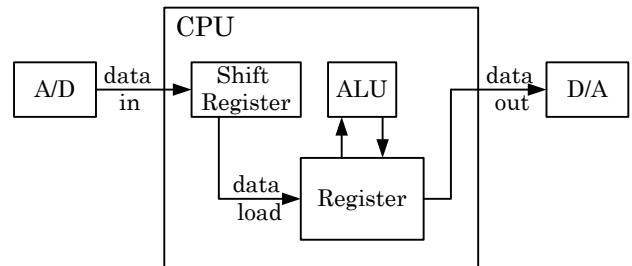 CPU
A/D
data
in
Shift
Register
ALU
data
out
D/A
data
load
Register